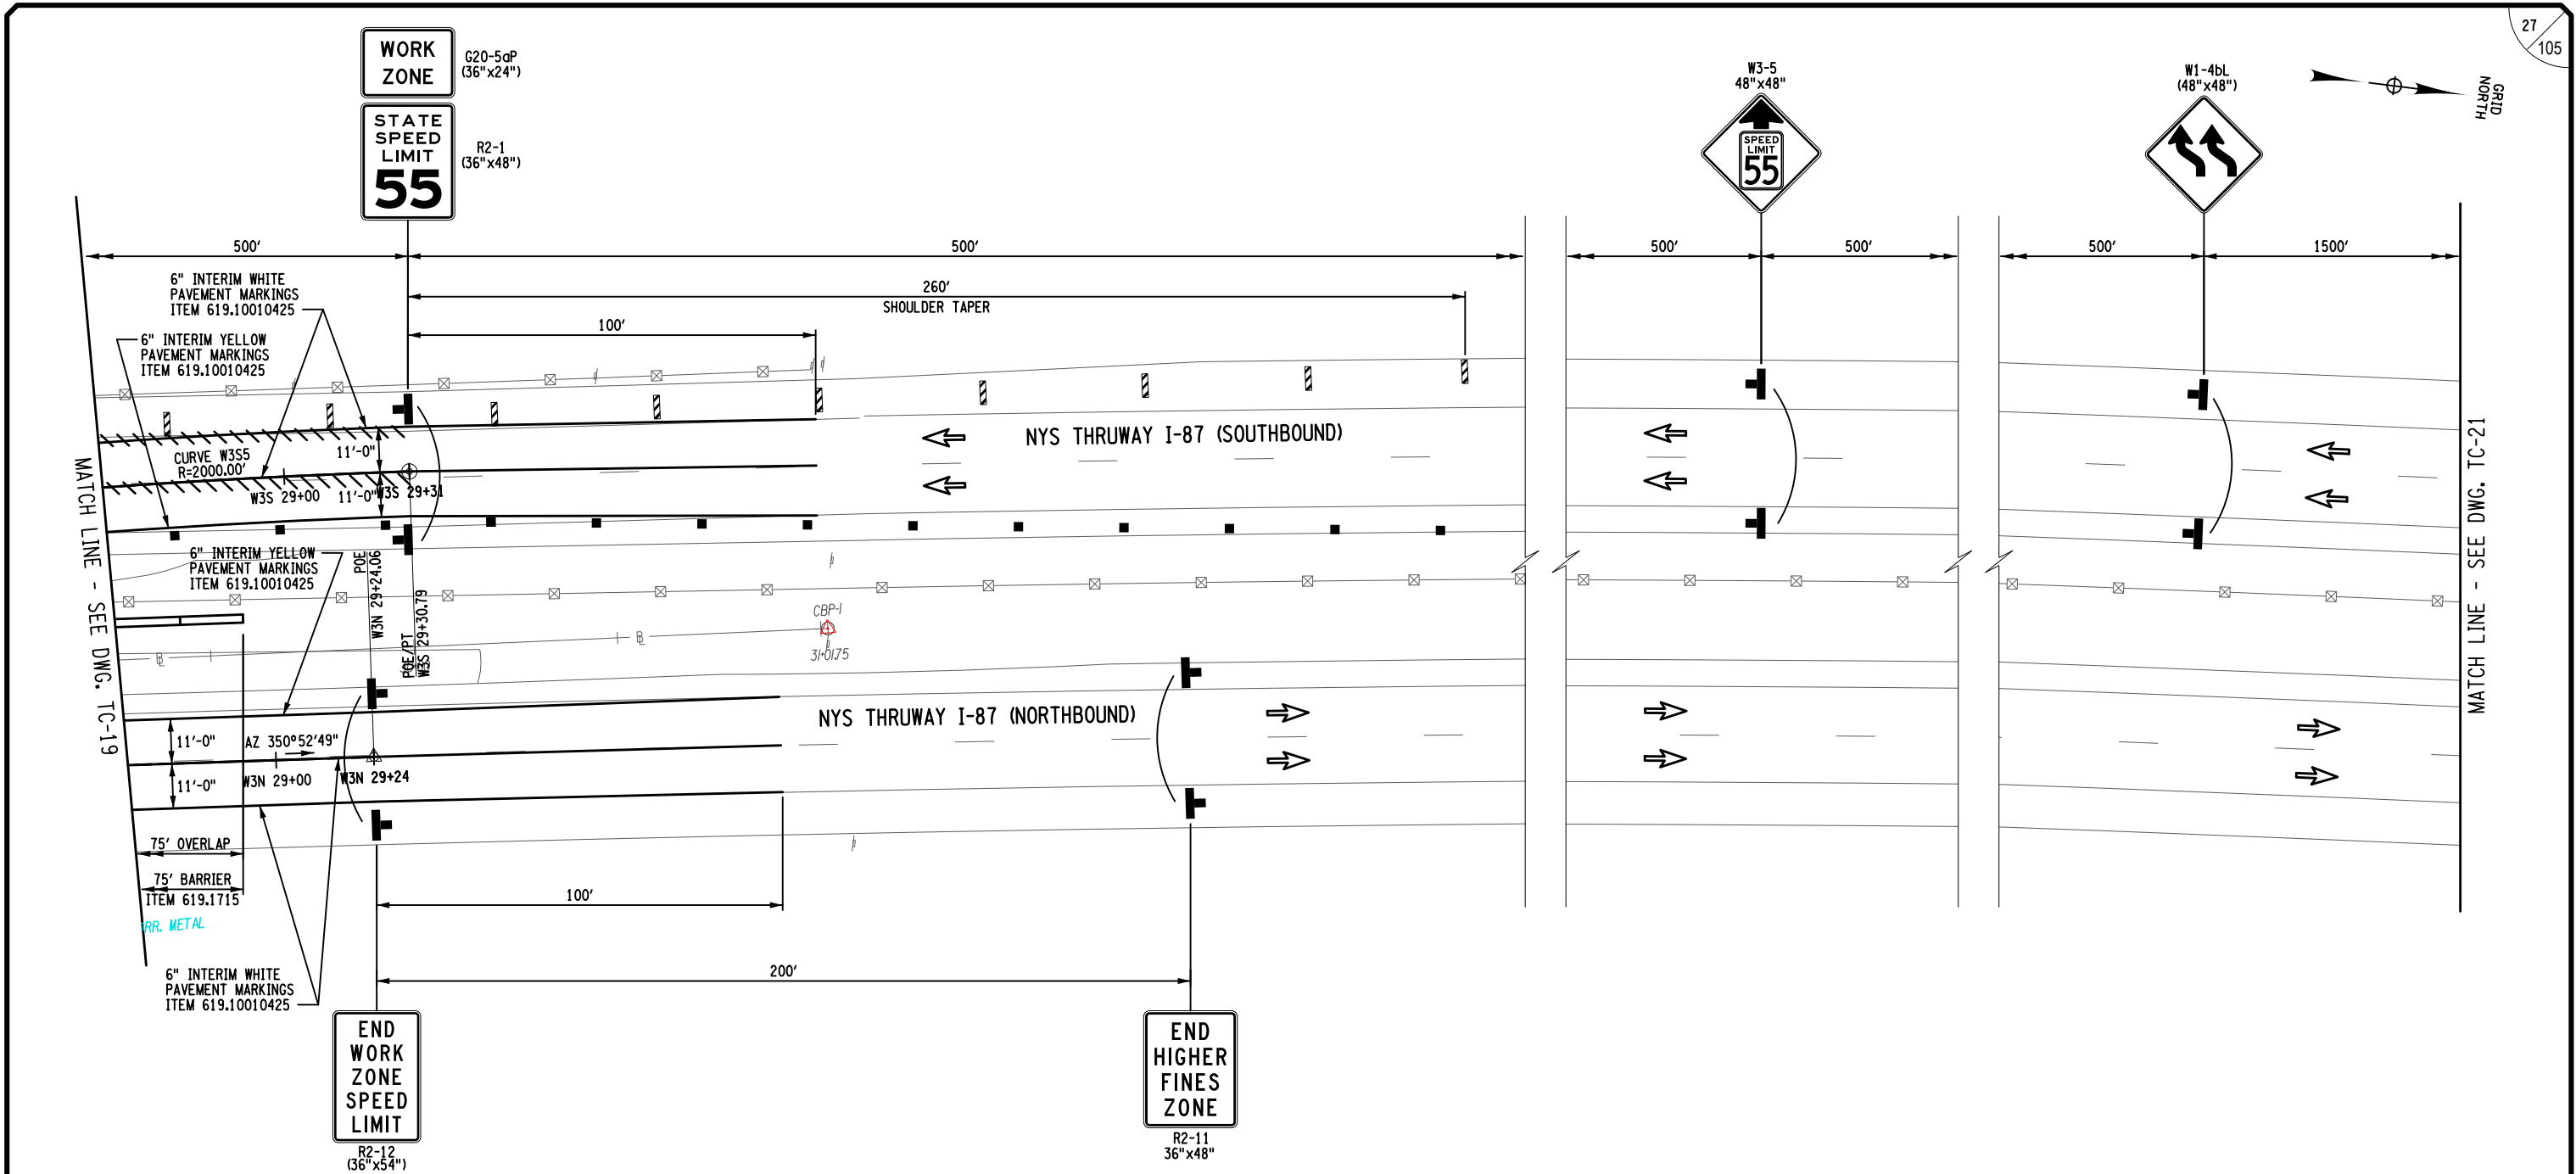 27
105
WORK
ZONE
G20-5aP
(36"x24")
STATE
SPEED
LIMIT
55
R2-1
(36"x48")
W3-5
48"x48"
SPEED
LIMIT
55
W1-4bL
(48"x48")
GRID
NORTH
500'
500'
500'
500'
500'
1500'
260'
SHOULDER TAPER
100'
6" INTERIM WHITE
PAVEMENT MARKINGS
ITEM 619.10010425
6" INTERIM YELLOW
PAVEMENT MARKINGS
ITEM 619.10010425
NYS THRUWAY I-87 (SOUTHBOUND)
CURVE W3S5
R=2000.00'
11'-0"
W3S 29+00
11'-0"
W3S 29+31
MATCH LINE - SEE DWG. TC-19
MATCH LINE - SEE DWG. TC-21
6" INTERIM YELLOW
PAVEMENT MARKINGS
ITEM 619.10010425
POE
W3N 29+24.06
POE/PT
W3S 29+30.79
CBP-1
31+01.75
NYS THRUWAY I-87 (NORTHBOUND)
11'-0"
AZ 350°52'49"
11'-0"
W3N 29+00
W3N 29+24
75' OVERLAP
75' BARRIER
ITEM 619.1715
RR. METAL
100'
200'
6" INTERIM WHITE
PAVEMENT MARKINGS
ITEM 619.10010425
END
WORK
ZONE
SPEED
LIMIT
R2-12
(36"x54")
END
HIGHER
FINES
ZONE
R2-11
36"x48"